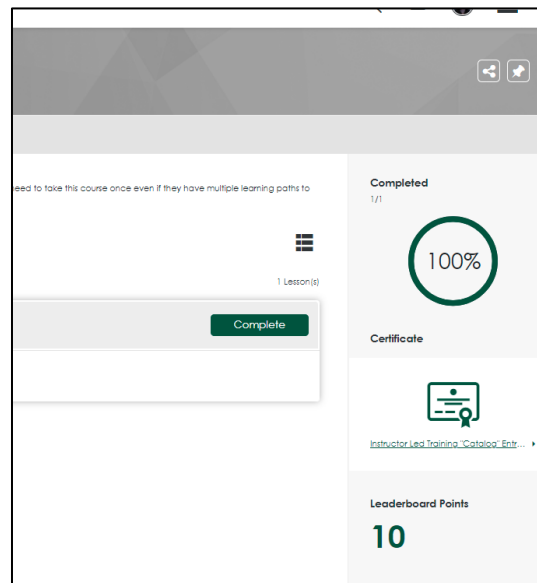 need to take this course once even if they have multiple learning paths to
1 Lesson(s)
Complete
Completed
1/1
100%
Certificate
Instructor Led Training "Catalog" Entr...
Leaderboard Points
10